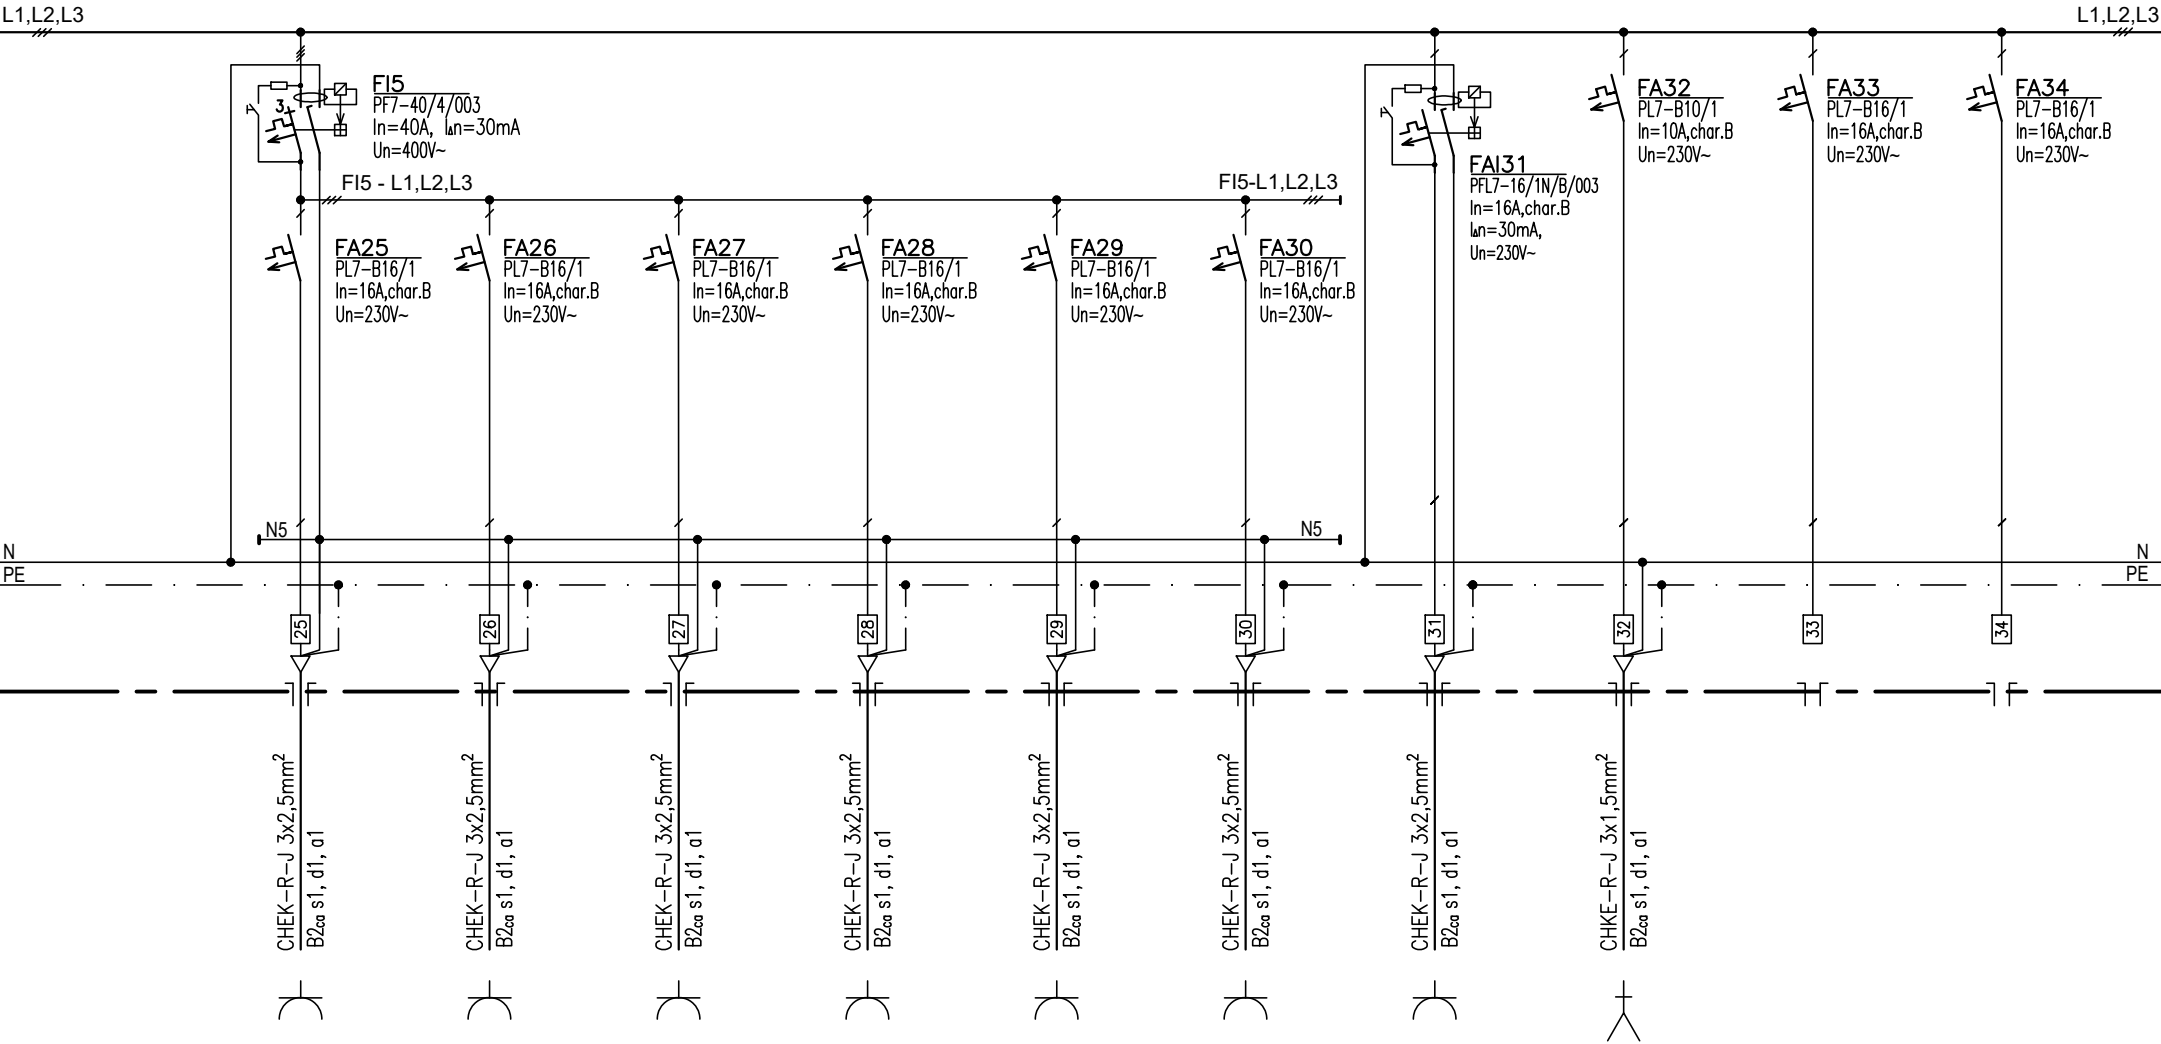 L1,L2,L3
L1,L2,L3
FI5
PF7-40/4/003
In=40A, IΔn=30mA
Un=400V~
3
FAI31
PFL7-16/1N/B/003
In=16A,char.B
IΔn=30mA,
Un=230V~
FA32
PL7-B10/1
In=10A,char.B
Un=230V~
FA33
PL7-B16/1
In=16A,char.B
Un=230V~
FA34
PL7-B16/1
In=16A,char.B
Un=230V~
FI5 - L1,L2,L3
FI5-L1,L2,L3
FA25
PL7-B16/1
In=16A,char.B
Un=230V~
FA26
PL7-B16/1
In=16A,char.B
Un=230V~
FA27
PL7-B16/1
In=16A,char.B
Un=230V~
FA28
PL7-B16/1
In=16A,char.B
Un=230V~
FA29
PL7-B16/1
In=16A,char.B
Un=230V~
FA30
PL7-B16/1
In=16A,char.B
Un=230V~
N5
N5
N
N
PE
PE
25
26
27
28
29
30
31
32
33
34
CHEK-R-J 3x2,5mm²
B2ca s1, d1, a1
CHEK-R-J 3x2,5mm²
B2ca s1, d1, a1
CHEK-R-J 3x2,5mm²
B2ca s1, d1, a1
CHEK-R-J 3x2,5mm²
B2ca s1, d1, a1
CHEK-R-J 3x2,5mm²
B2ca s1, d1, a1
CHEK-R-J 3x2,5mm²
B2ca s1, d1, a1
CHEK-R-J 3x2,5mm²
B2ca s1, d1, a1
CHKE-R-J 3x1,5mm²
B2ca s1, d1, a1